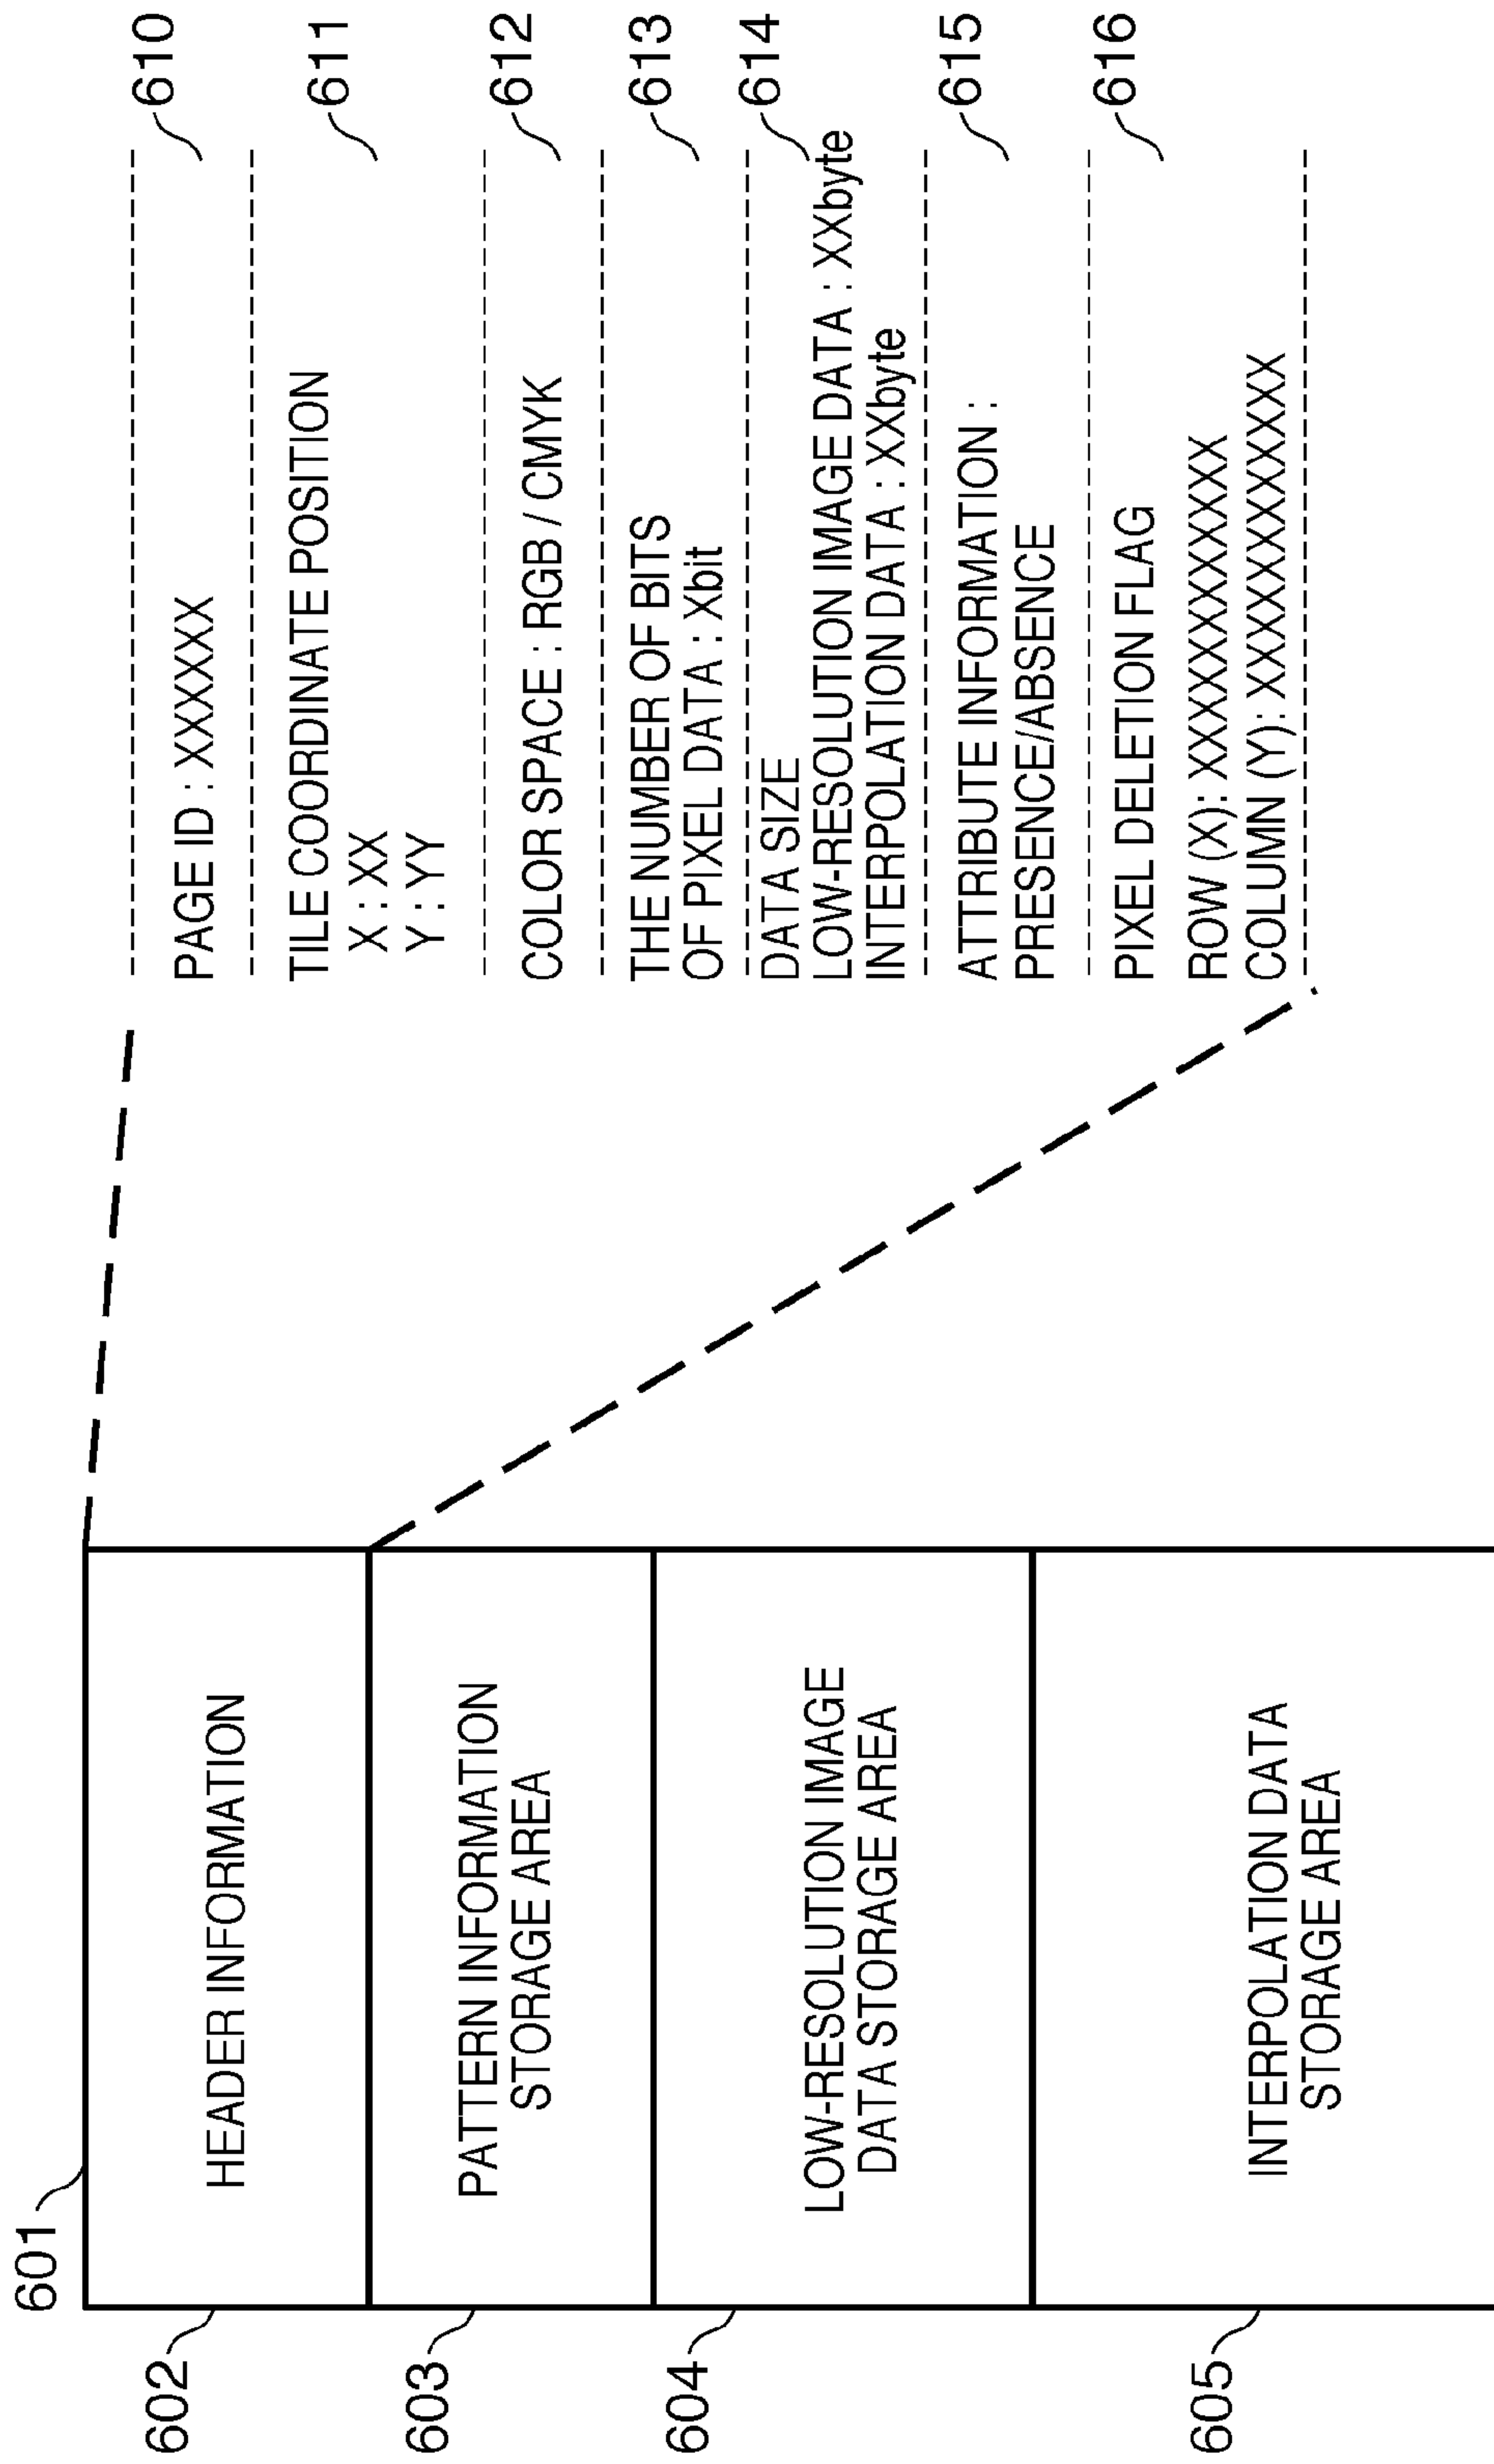 601
602
HEADER INFORMATION
603
PATTERN INFORMATION
STORAGE AREA
604
LOW-RESOLUTION IMAGE
DATA STORAGE AREA
605
INTERPOLATION DATA
STORAGE AREA
PAGE ID : XXXXXXX
610
TILE COORDINATE POSITION
X : XX
Y : YY
611
COLOR SPACE : RGB / CMYK
612
THE NUMBER OF BITS
OF PIXEL DATA : Xbit
613
DATA SIZE
LOW-RESOLUTION IMAGE DATA : XXbyte
INTERPOLATION DATA : XXbyte
614
ATTRIBUTE INFORMATION :
PRESENCE/ABSENCE
615
PIXEL DELETION FLAG
616
ROW (X): XXXXXXXXXXXXXXXX
COLUMN (Y): XXXXXXXXXXXXXXXX